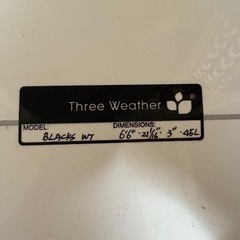 Three Weather ®
MODEL: DIMENSIONS:
BLACKS WT 6'6" · 21 1/16" · 3" · 45L